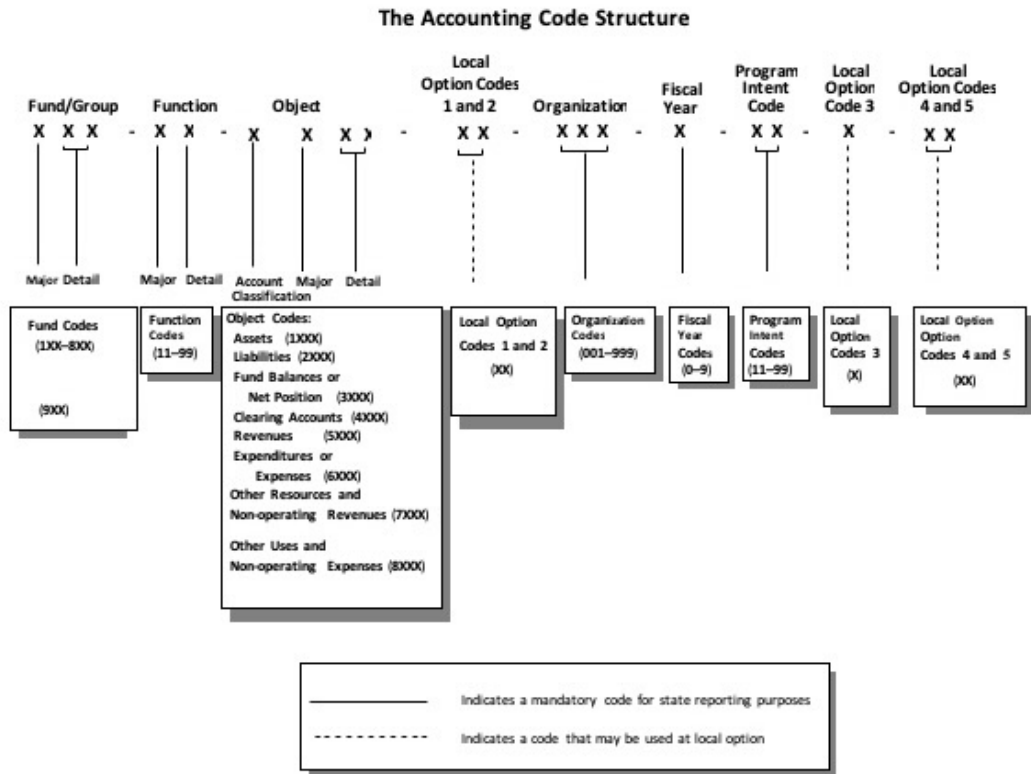 The Accounting Code Structure
Fund/Group
Function
Object
Local
Option Codes
1 and 2
Organization
Fiscal
Year
Program
Intent
Code
Local
Option
Code 3
Local
Option Codes
4 and 5
X X X - X X - X X X X - X X - X X X - X - X X - X - X X
Major Detail
Major Detail
Account
Classification
Major
Detail
Fund Codes
(1XX–8XX)
(9XX)
Function
Codes
(11–99)
Object Codes:
Assets (1XXX)
Liabilities (2XXX)
Fund Balances or
Net Position (3XXX)
Clearing Accounts (4XXX)
Revenues (5XXX)
Expenditures or
Expenses (6XXX)
Other Resources and
Non-operating Revenues (7XXX)
Other Uses and
Non-operating Expenses (8XXX)
Local Option
Codes 1 and 2
(XX)
Organization
Codes
(001–999)
Fiscal
Year
Codes
(0–9)
Program
Intent
Codes
(11–99)
Local
Option
Codes 3
(X)
Local Option
Option
Codes 4 and 5
(XX)
Indicates a mandatory code for state reporting purposes
Indicates a code that may be used at local option